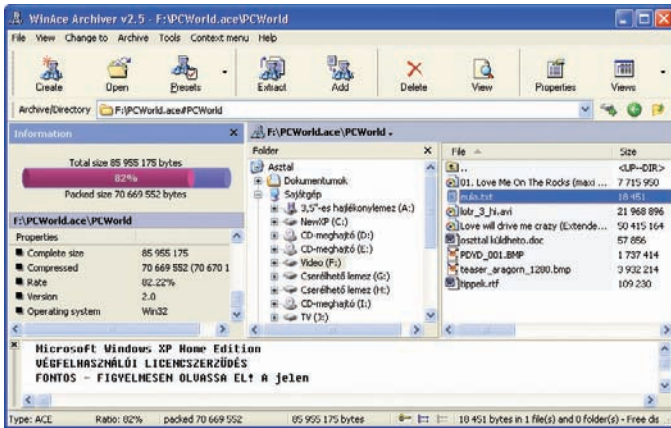 WinAce Archiver v2.5 - F:\PCWorld.ace\PCWorld
File View Change to Archive Tools Context menu Help
Create Open Presets Extract Add Delete View Properties Views
Archive/Directory F:\PCWorld.ace#PCWorld
Information
Total size 85 955 175 bytes
82%
Packed size 70 669 552 bytes
F:\PCWorld.ace\PCWorld
Properties
Complete size 85 955 175
Compressed 70 669 552 (70 670 1
Rate 82.22%
Version 2.0
Operating system Win32
F:\PCWorld.ace\PCWorld
Folder
Asztal
Dokumentumok
Sajátgép
3,5"-es hajlékonylemez (A:)
NewXP (C:)
CD-meghajtó (D:)
CD-meghajtó (E:)
Video (F:)
Cserélhető lemez (G:)
Cserélhető lemez (H:)
CD-meghajtó (I:)
TV (J:)
File Size
.. <UP--DIR>
01. Love Me On The Rocks (maxi ... 7 715 950
eula.txt 18 451
lotr_3_hi.avi 21 968 896
Love will drive me crazy (Extende... 50 415 164
oszttal küldheto.doc 57 856
PDVD_001.BMP 1 737 414
teaser_aragorn_1280.bmp 3 932 214
tippek.rtf 109 230
Microsoft Windows XP Home Edition
VÉGFELHASZNÁLÓI LICENCSZERZŐDÉS
FONTOS - FIGYELMESEN OLVASSA EL! A jelen
Type: ACE Ratio: 82% packed 70 669 552 85 955 175 bytes 18 451 bytes in 1 file(s) and 0 folder(s) - Free dis